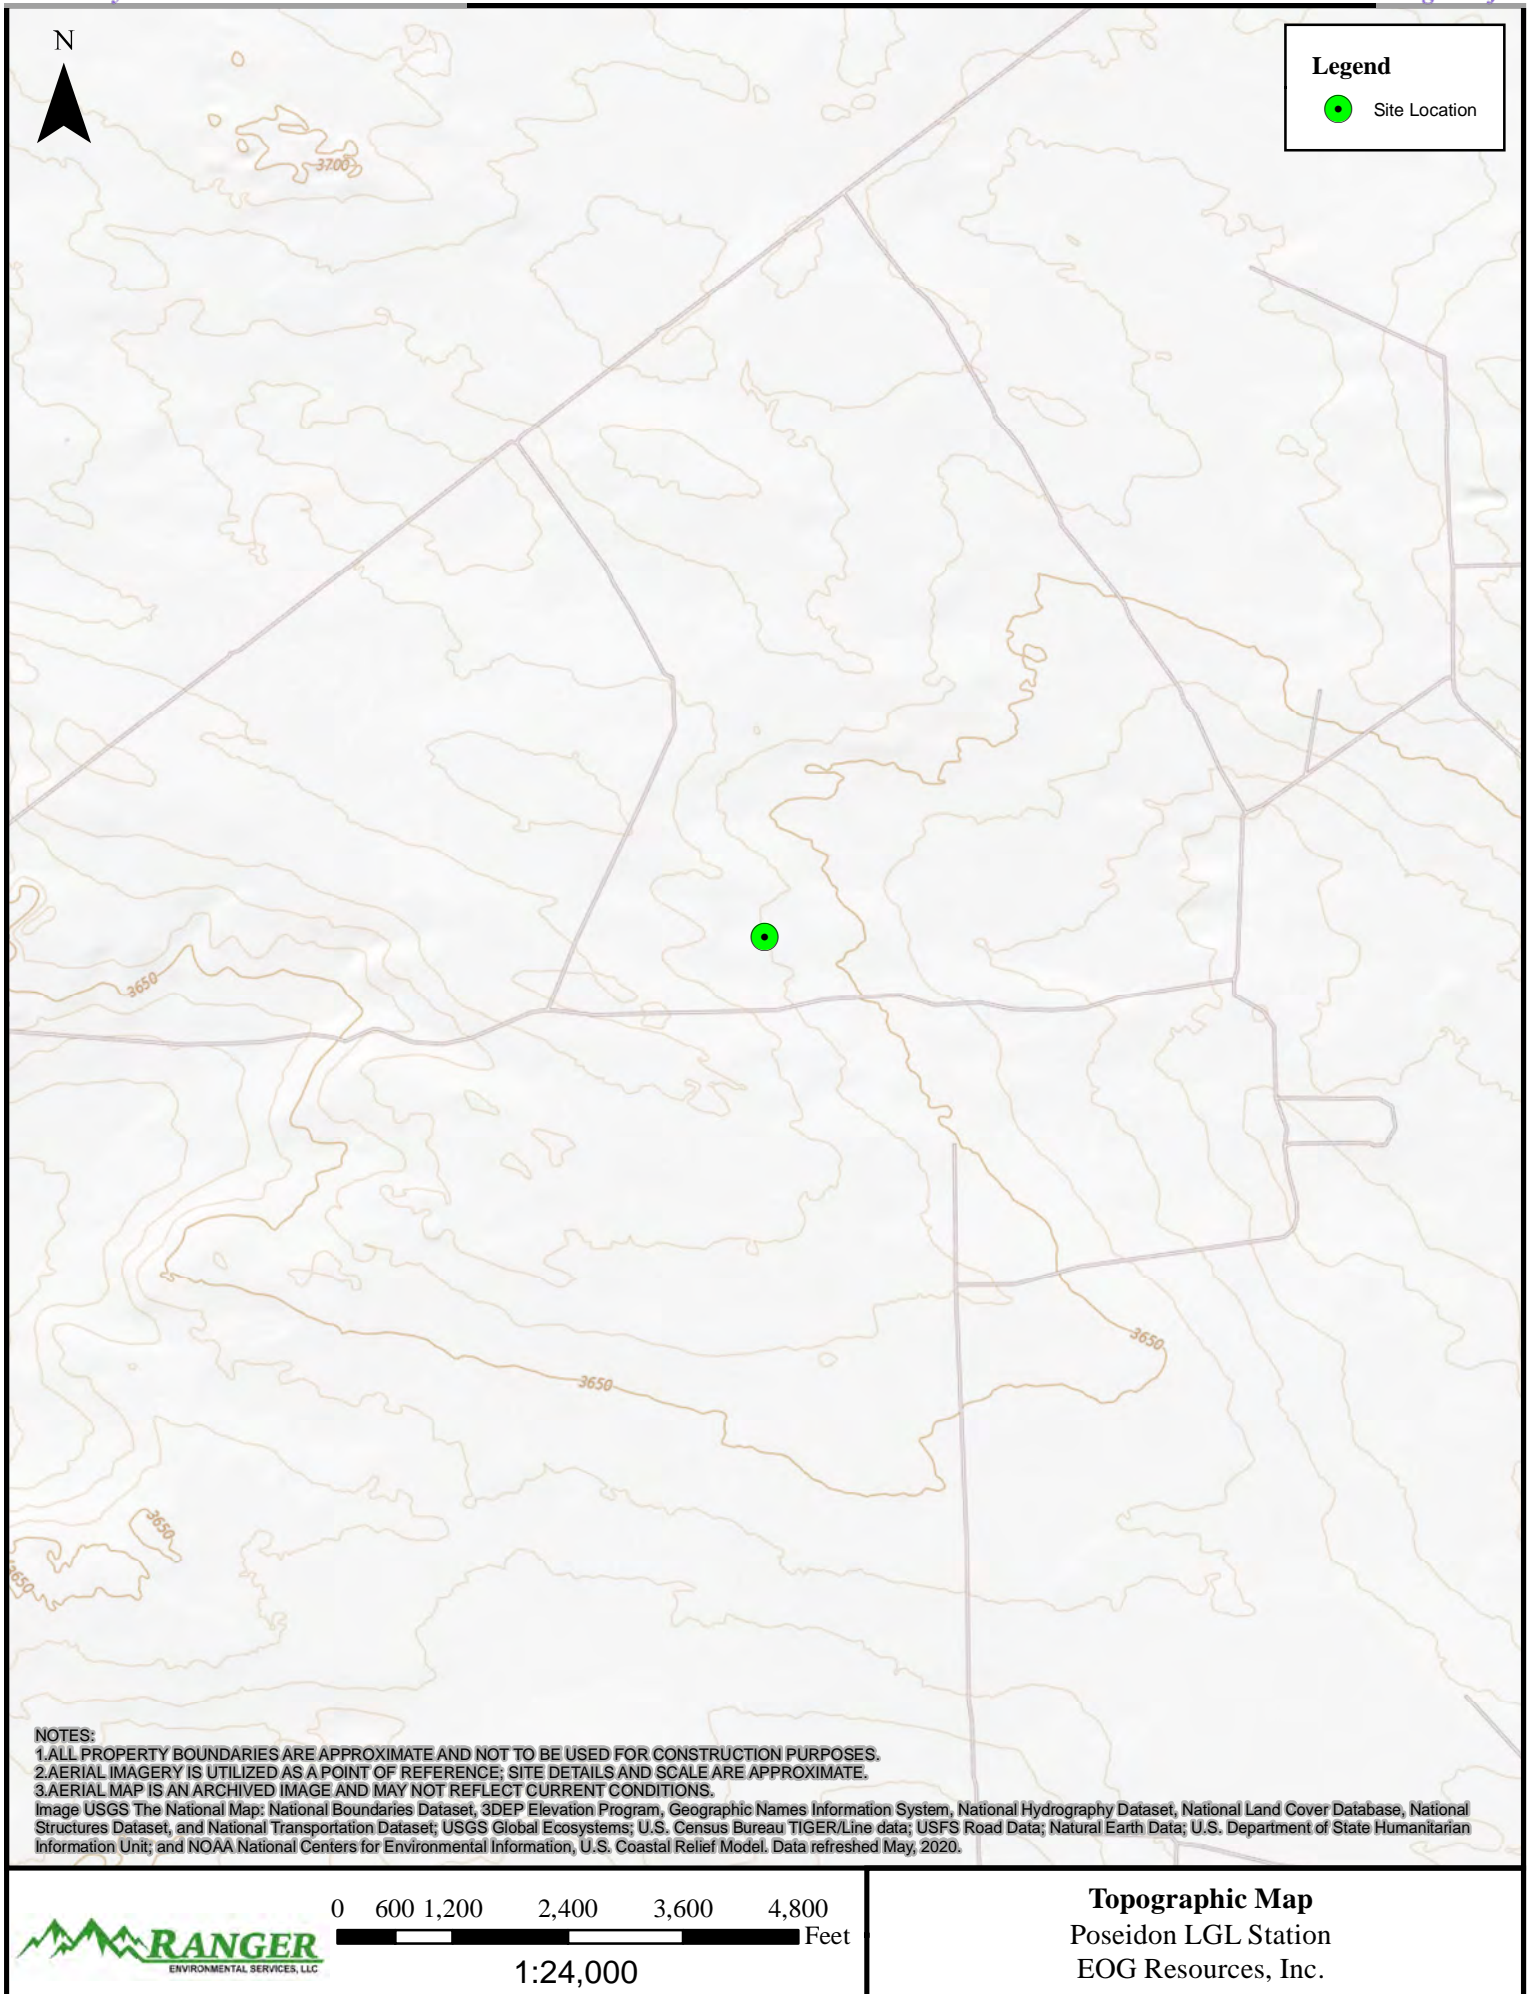 N
Legend
Site Location
3700
3650
3650
3650
3650
3650
NOTES:
1.ALL PROPERTY BOUNDARIES ARE APPROXIMATE AND NOT TO BE USED FOR CONSTRUCTION PURPOSES.
2.AERIAL IMAGERY IS UTILIZED AS A POINT OF REFERENCE; SITE DETAILS AND SCALE ARE APPROXIMATE.
3.AERIAL MAP IS AN ARCHIVED IMAGE AND MAY NOT REFLECT CURRENT CONDITIONS.
Image USGS The National Map: National Boundaries Dataset, 3DEP Elevation Program, Geographic Names Information System, National Hydrography Dataset, National Land Cover Database, National
Structures Dataset, and National Transportation Dataset; USGS Global Ecosystems; U.S. Census Bureau TIGER/Line data; USFS Road Data; Natural Earth Data; U.S. Department of State Humanitarian
Information Unit; and NOAA National Centers for Environmental Information, U.S. Coastal Relief Model. Data refreshed May, 2020.
RANGER
ENVIRONMENTAL SERVICES, LLC
0 600 1,200 2,400 3,600 4,800
Feet
1:24,000
Topographic Map
Poseidon LGL Station
EOG Resources, Inc.